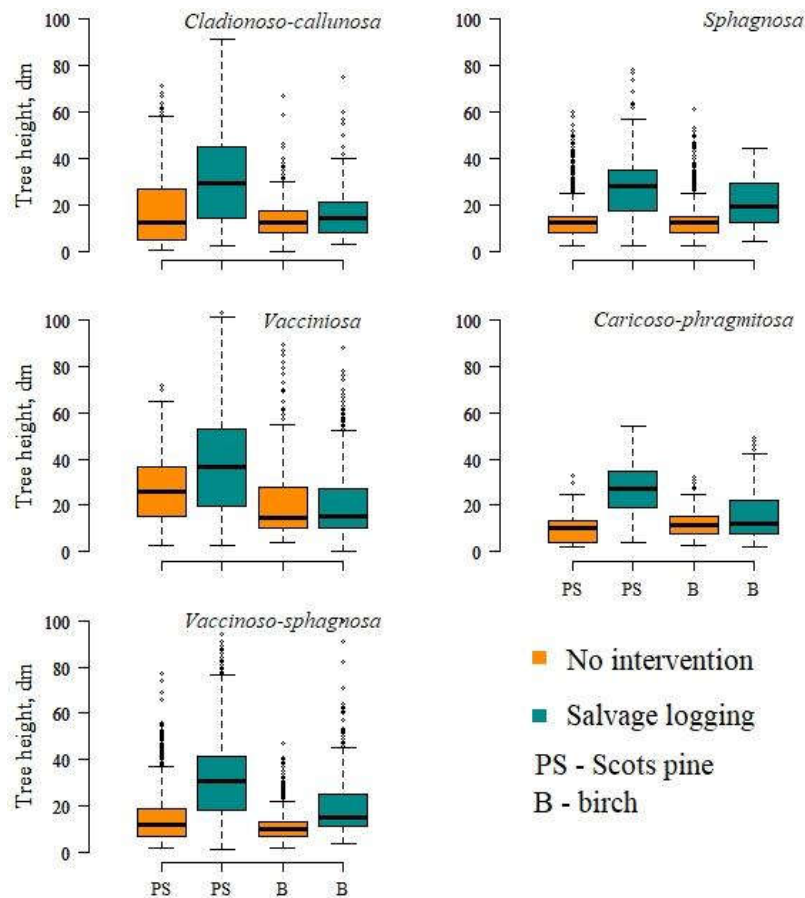 Cladionoso-callunosa
Tree height, dm
100
80
60
40
20
0
Sphagnosa
100
80
60
40
20
0
Vacciniosa
Tree height, dm
100
80
60
40
20
0
Caricoso-phragmitosa
100
80
60
40
20
0
PS PS B B
Vaccinoso-sphagnosa
Tree height, dm
100
80
60
40
20
0
PS PS B B
No intervention
Salvage logging
PS - Scots pine
B - birch